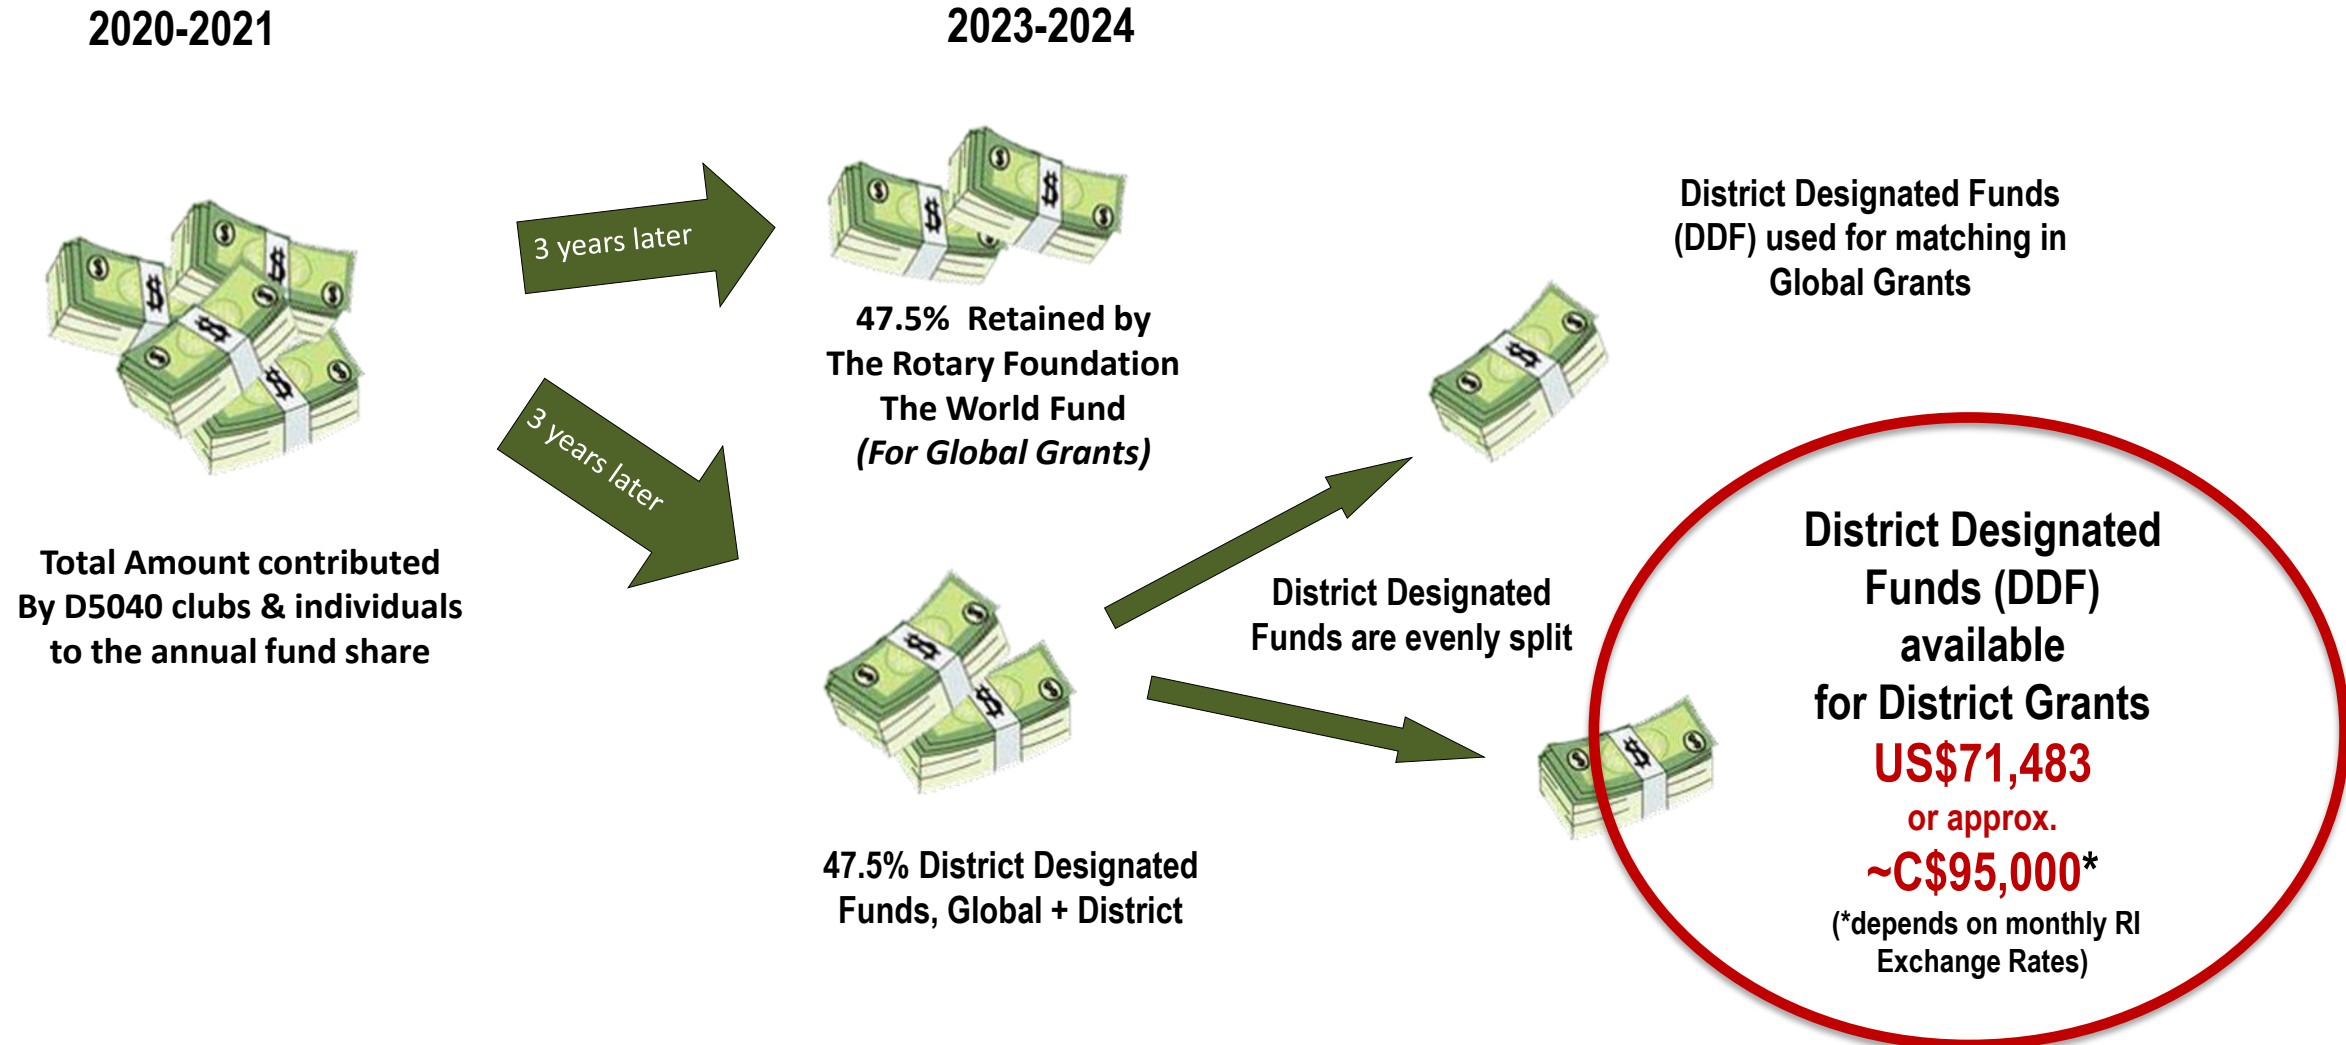 2020-2021
2023-2024
3 years later
3 years later
Total Amount contributed
By D5040 clubs & individuals
to the annual fund share
47.5% Retained by
The Rotary Foundation
The World Fund
(For Global Grants)
47.5% District Designated
Funds, Global + District
District Designated
Funds are evenly split
District Designated Funds
(DDF) used for matching in
Global Grants
District Designated
Funds (DDF)
available
for District Grants
US$71,483
or approx.
~C$95,000*
(*depends on monthly RI
Exchange Rates)